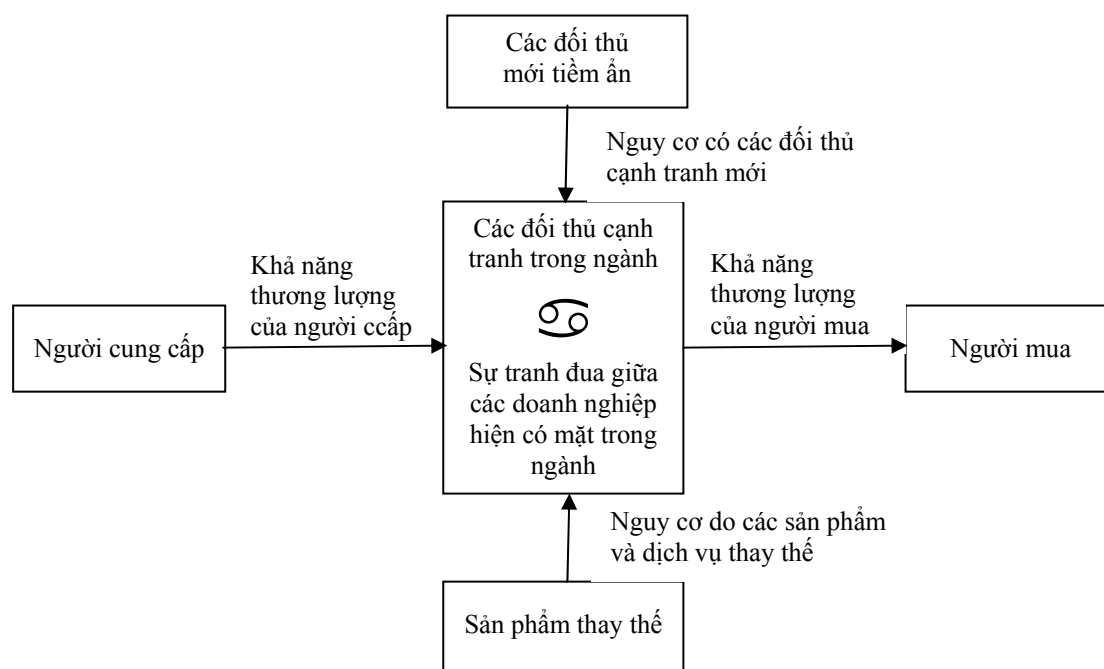 Các đối thủ
mới tiềm ẩn
Nguy cơ có các đối thủ
cạnh tranh mới
Các đối thủ cạnh
tranh trong ngành
♋
Sự tranh đua giữa
các doanh nghiệp
hiện có mặt trong
ngành
Khả năng
thương lượng
của người ccấp
Người cung cấp
Khả năng
thương lượng
của người mua
Người mua
Nguy cơ do các sản phẩm
và dịch vụ thay thế
Sản phẩm thay thế